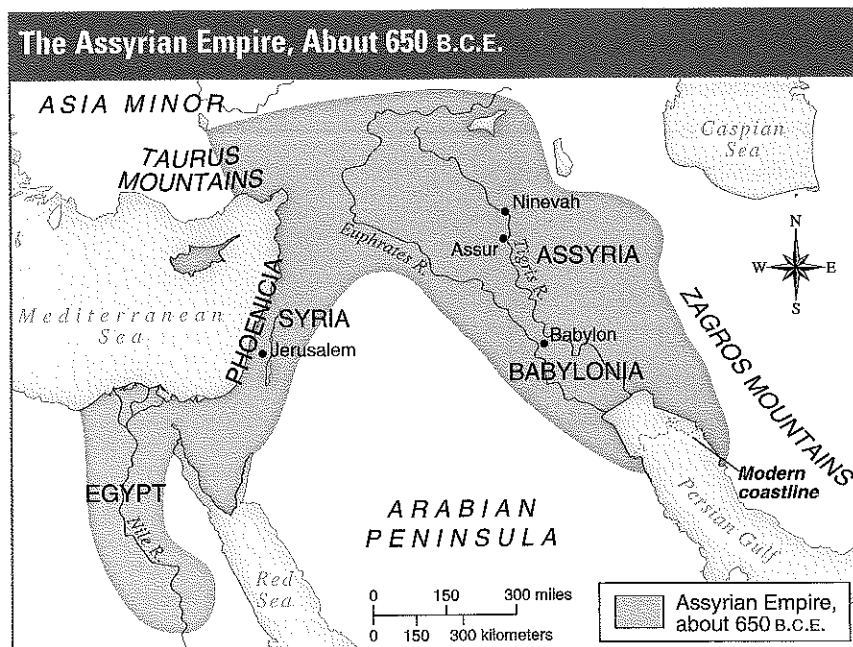 The Assyrian Empire, About 650 B.C.E.
ASIA MINOR
Caspian
Sea
TAURUS
MOUNTAINS
Ninevah
Euphrates R.
Assur
Tigris R.
ASSYRIA
N
W
E
S
Mediterranean
Sea
PHOENICIA
SYRIA
Jerusalem
Babylon
BABYLONIA
ZAGROS MOUNTAINS
Modern
coastline
EGYPT
Nile R.
ARABIAN
PENINSULA
Persian Gulf
Red
Sea
0 150 300 miles
0 150 300 kilometers
Assyrian Empire,
about 650 B.C.E.